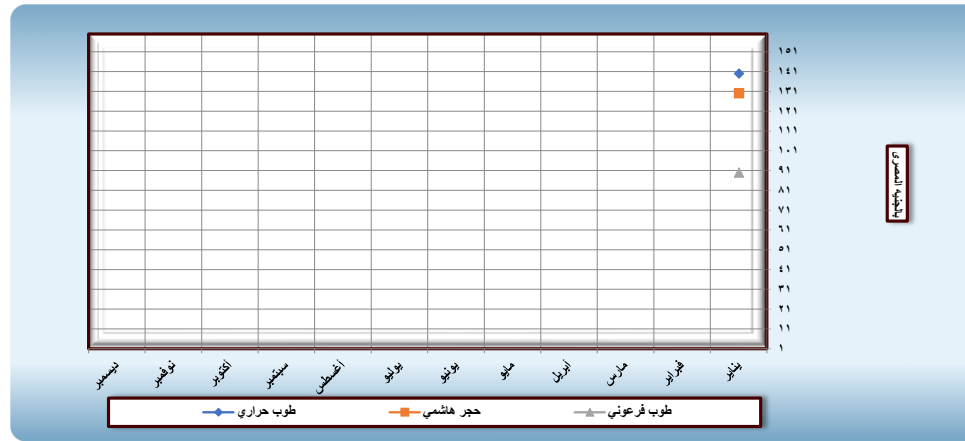 ١٥١
١٤١
١٣١
١٢١
١١١
١٠١
٩١
٨١
٧١
٦١
٥١
٤١
٣١
٢١
١١
١
بالجنيه المصرى
يناير
فبراير
مارس
أبريل
مايو
يونيو
يوليو
أغسطس
سبتمبر
أكتوبر
نوفمبر
ديسمبر
طوب فرعوني
حجر هاشمي
طوب حراري